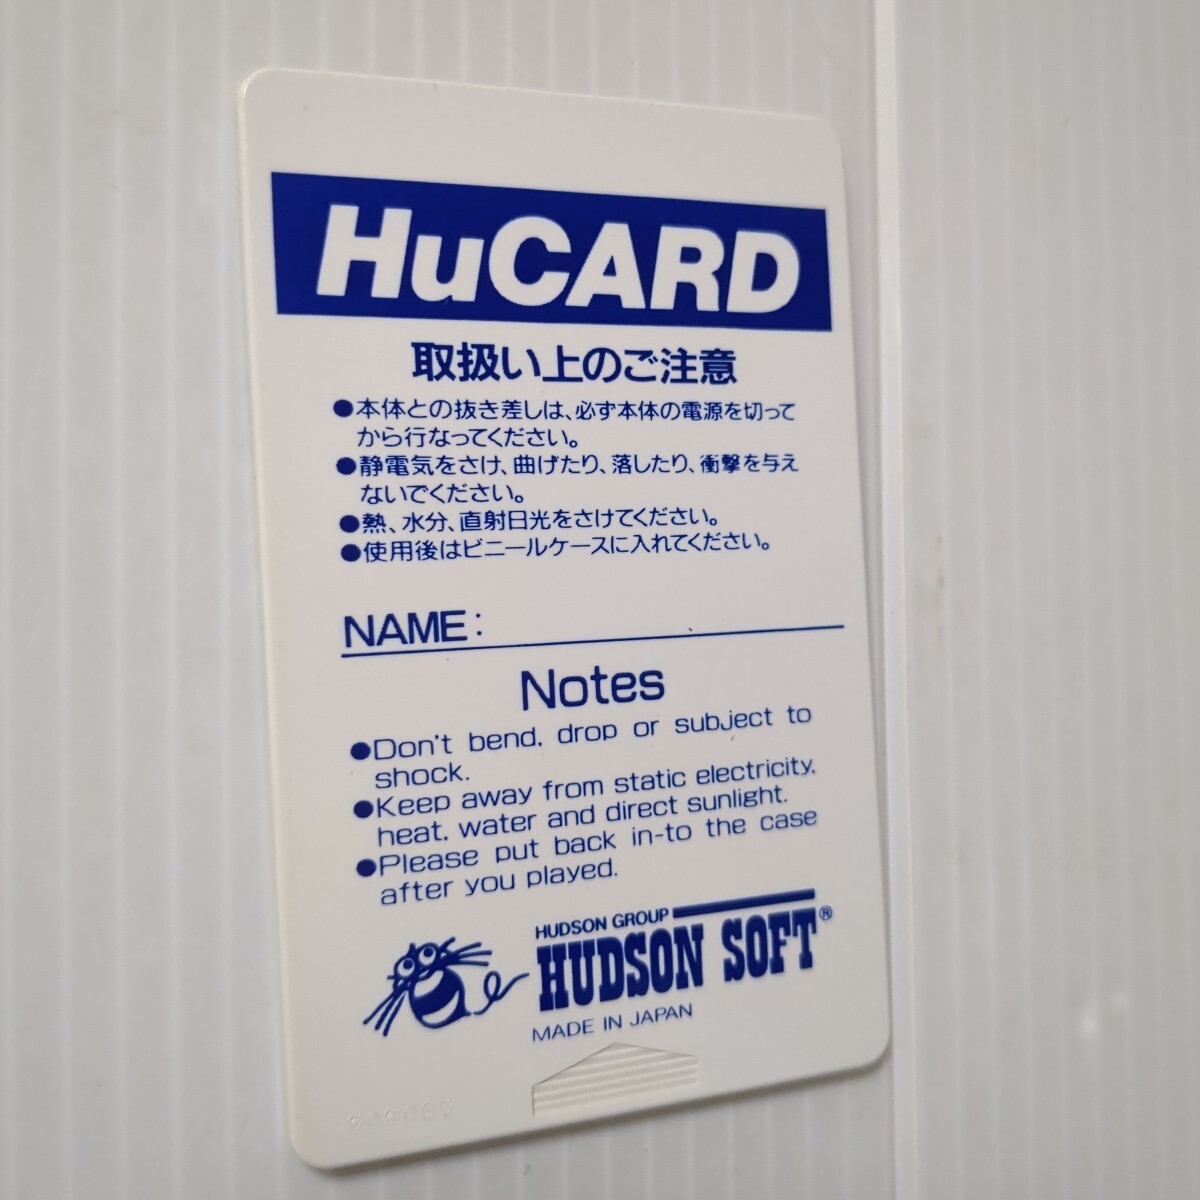 HuCARD
取扱い上のご注意
●本体との抜き差しは、必ず本体の電源を切って
から行なってください。
●静電気をさけ、曲げたり、落したり、衝撃を与え
ないでください。
●熱、水分、直射日光をさけてください。
●使用後はビニールケースに入れてください。
NAME:
Notes
●Don't bend, drop or subject to
shock.
●Keep away from static electricity,
heat, water and direct sunlight.
●Please put back in-to the case
after you played.
HUDSON GROUP
HUDSON SOFT®
MADE IN JAPAN